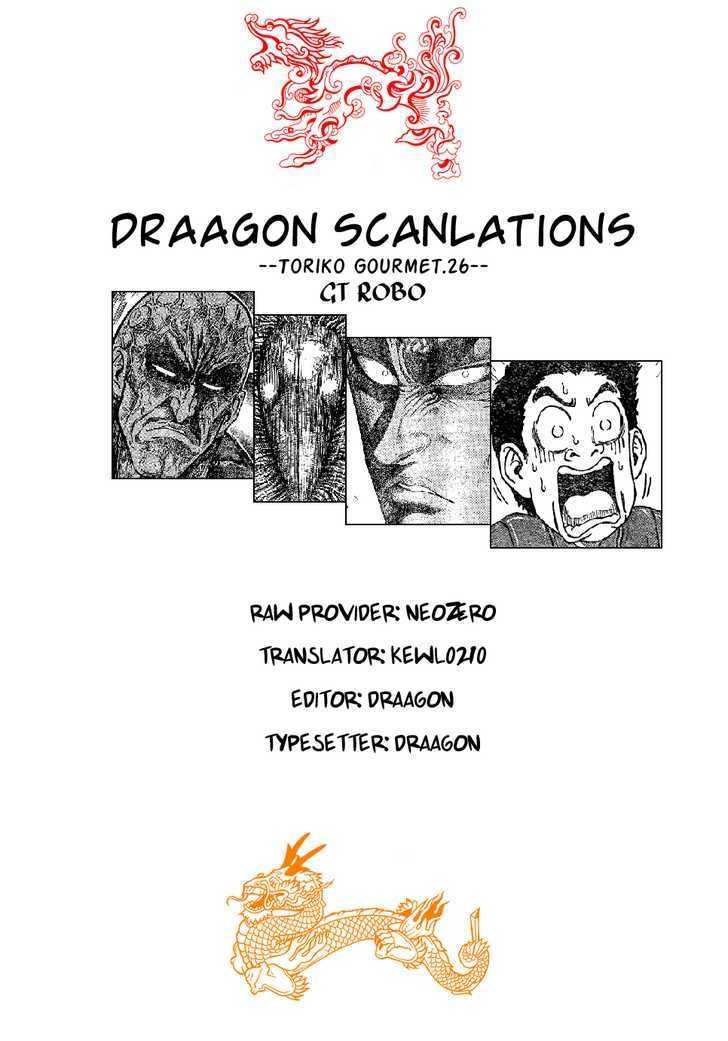 DRAAGON SCANLATIONS
--TORIKO GOURMET.26--
GT ROBO
RAW PROVIDER: NEOZERO
TRANSLATOR: KEWL0210
EDITOR: DRAAGON
TYPESETTER: DRAAGON